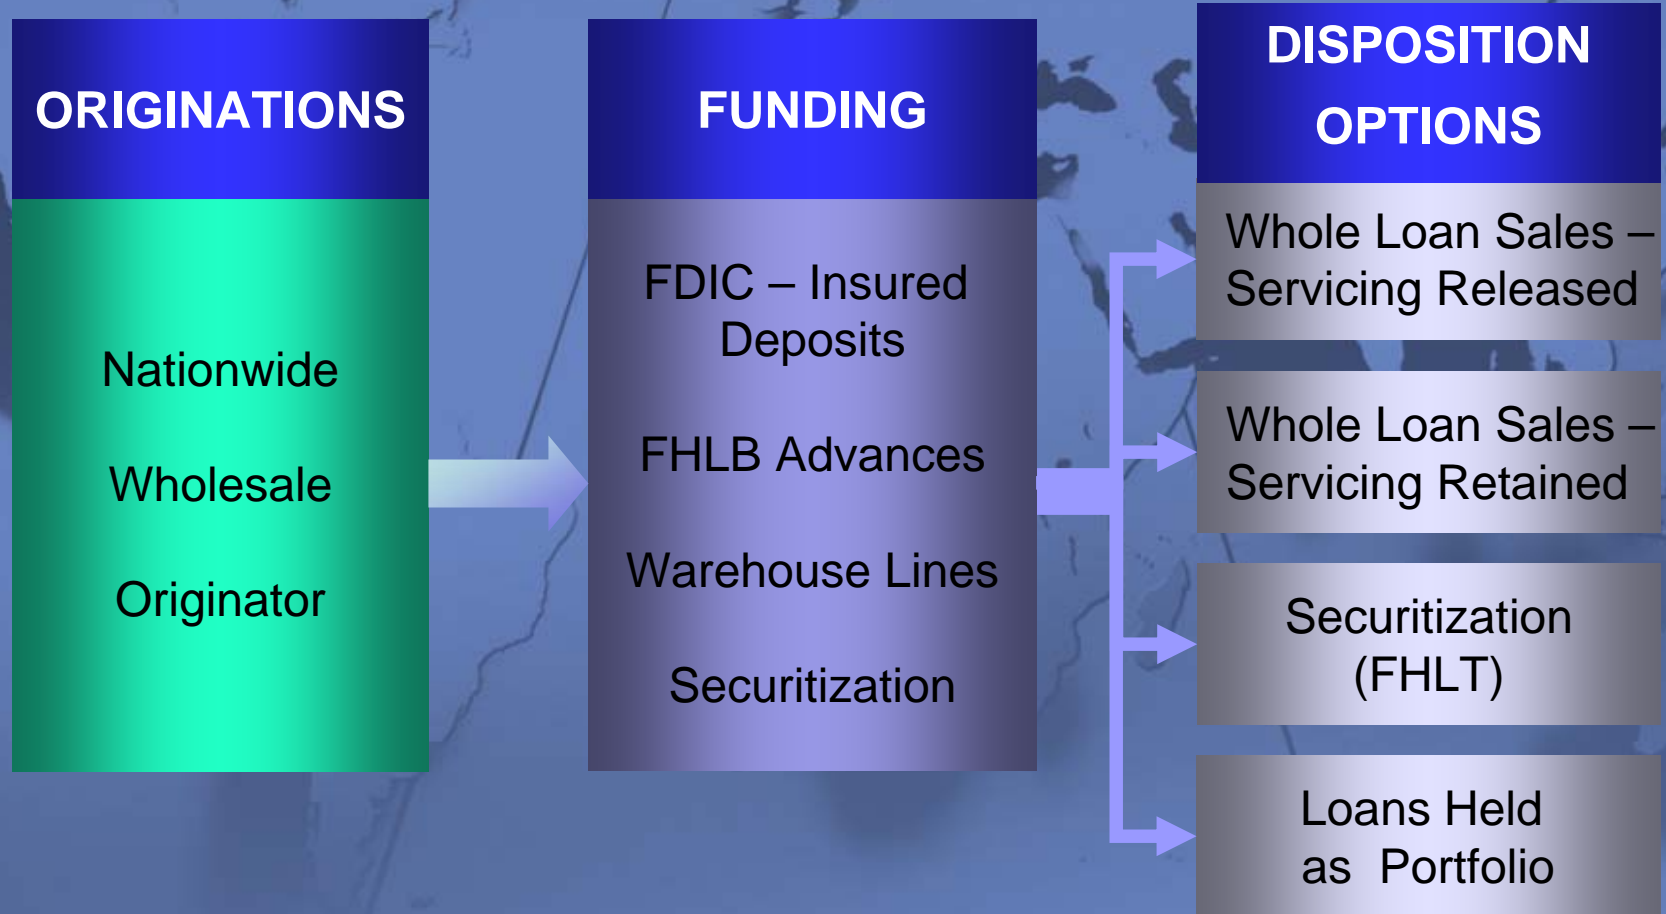 ORIGINATIONS
Nationwide
Wholesale
Originator
FUNDING
FDIC – Insured
Deposits
FHLB Advances
Warehouse Lines
Securitization
DISPOSITION
OPTIONS
Whole Loan Sales –
Servicing Released
Whole Loan Sales –
Servicing Retained
Securitization
(FHLT)
Loans Held
as Portfolio